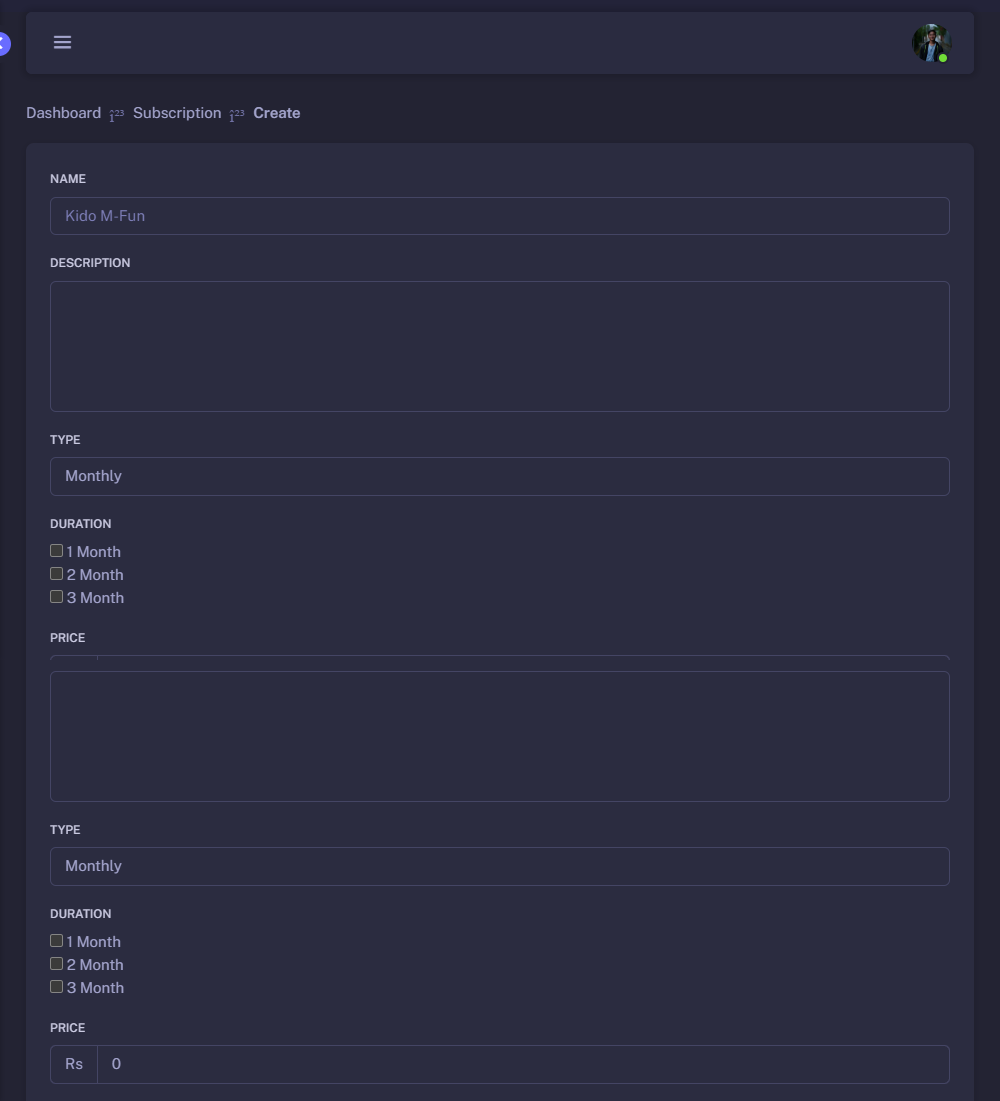 Dashboard Subscription Create
NAME
Kido M-Fun
DESCRIPTION
TYPE
Monthly
DURATION
1 Month
2 Month
3 Month
PRICE
TYPE
Monthly
DURATION
1 Month
2 Month
3 Month
PRICE
Rs 0